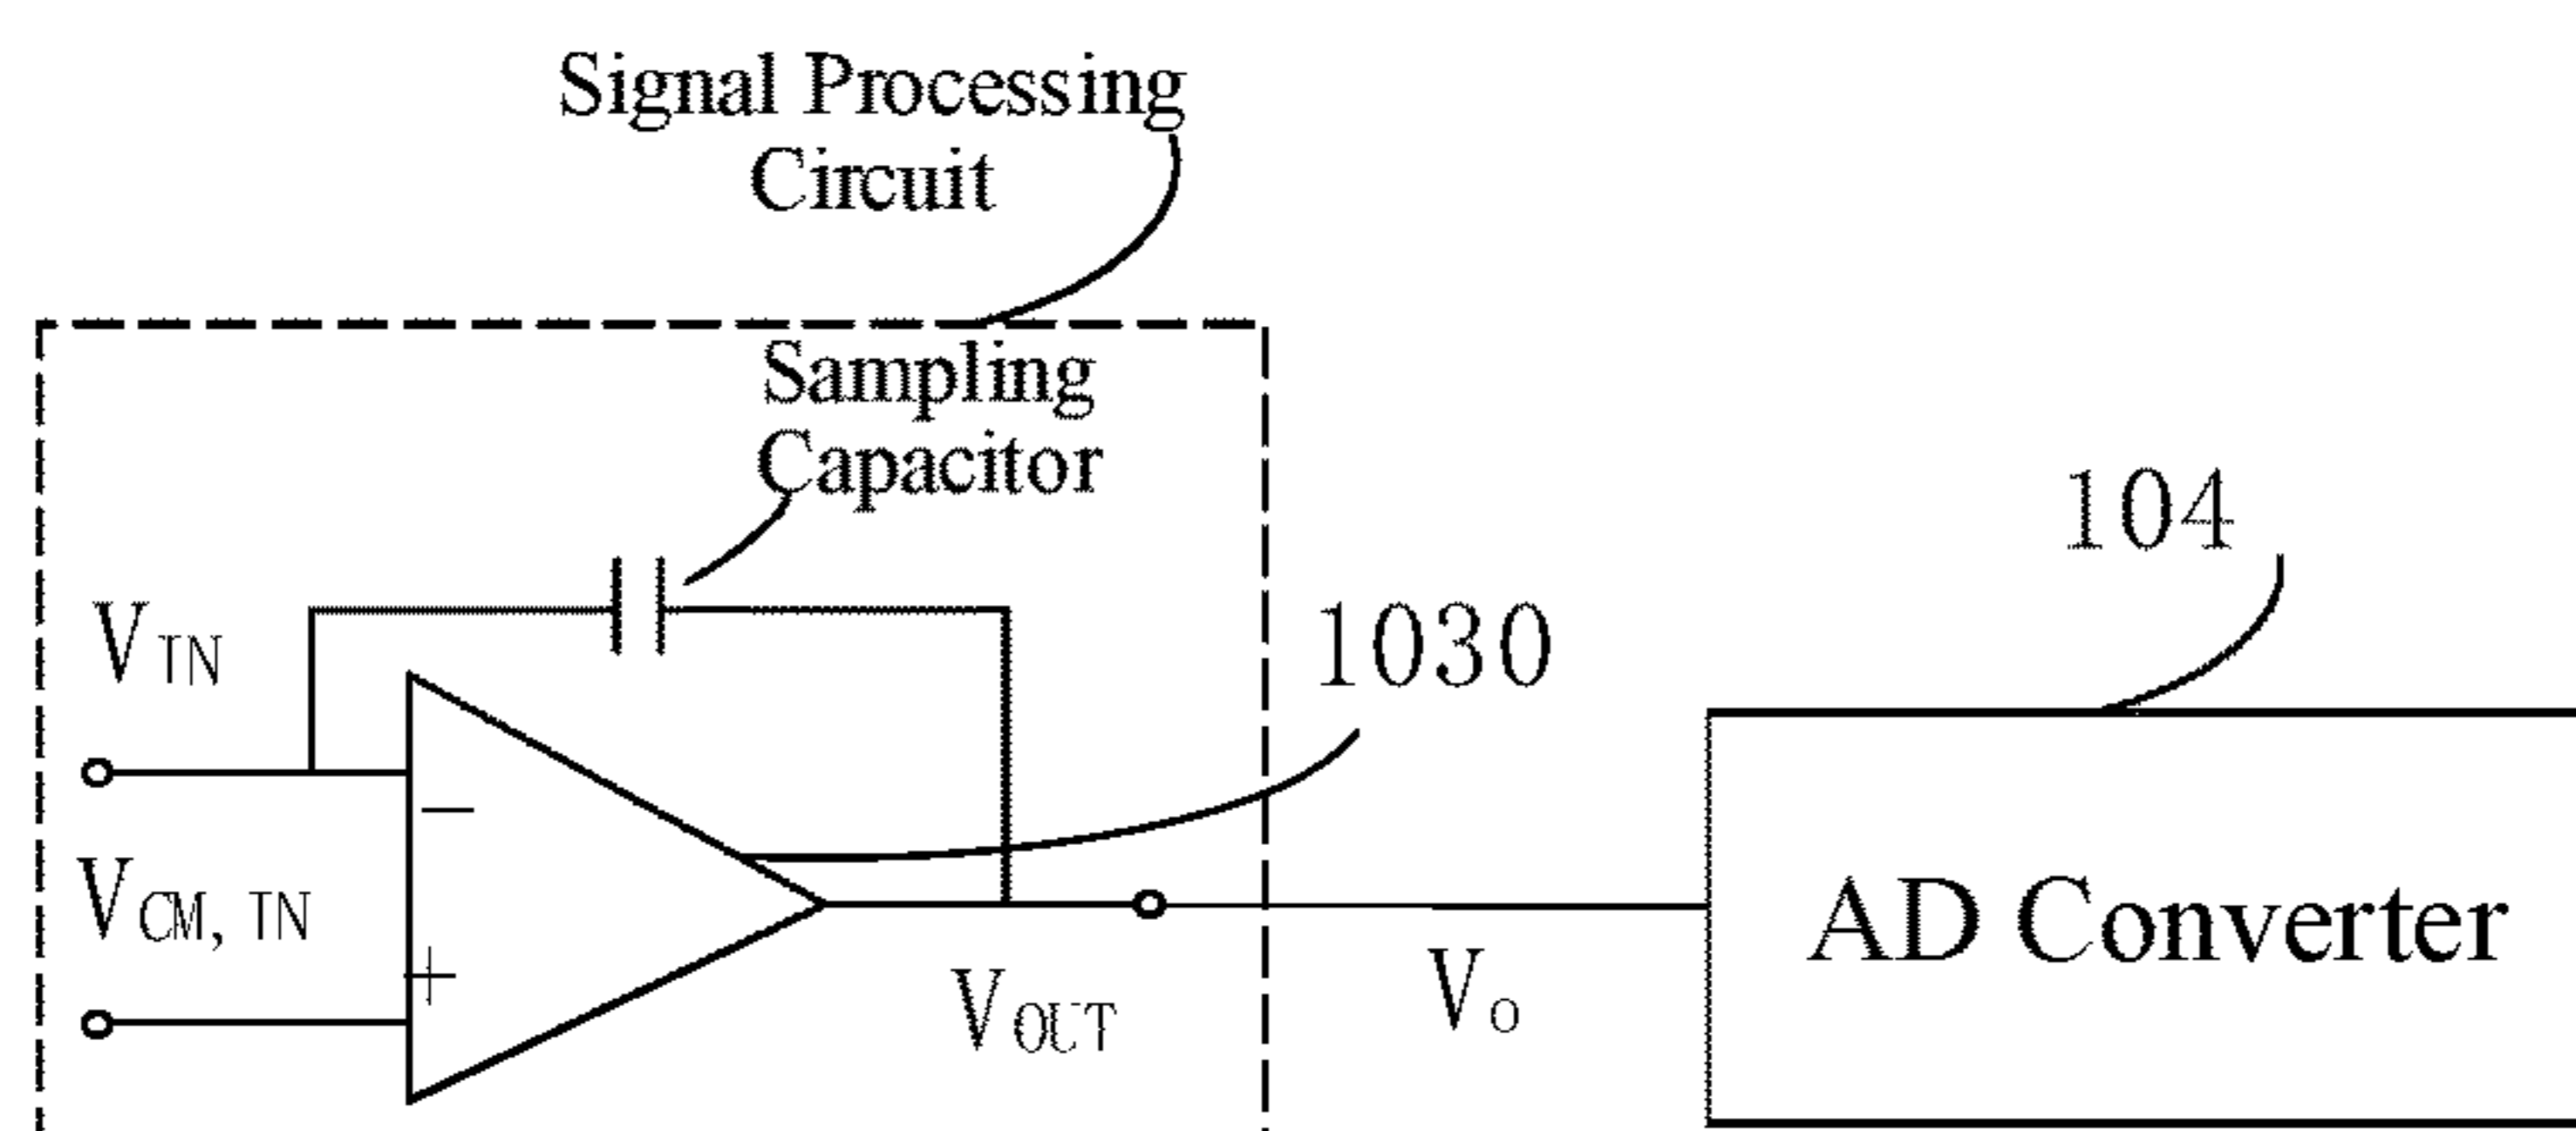 Signal Processing
Circuit
Sampling
Capacitor
104
VIN
1030
−
VCM, IN
AD Converter
+
VOUT
VO